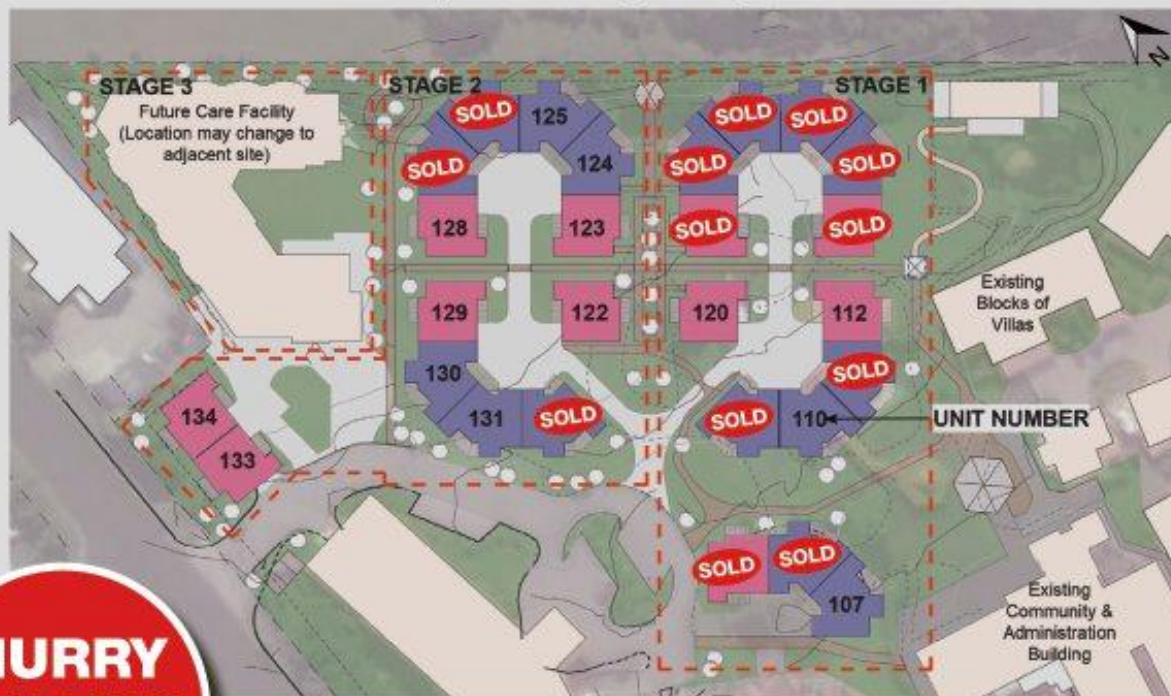 N
STAGE 3
Future Care Facility
(Location may change to
adjacent site)
STAGE 2
SOLD
125
SOLD
124
128
123
129
122
130
131
SOLD
STAGE 1
SOLD
SOLD
SOLD
SOLD
SOLD
SOLD
120
112
SOLD
SOLD
110
UNIT NUMBER
Existing
Blocks of
Villas
134
133
SOLD
SOLD
107
Existing
Community &
Administration
Building
HURRY